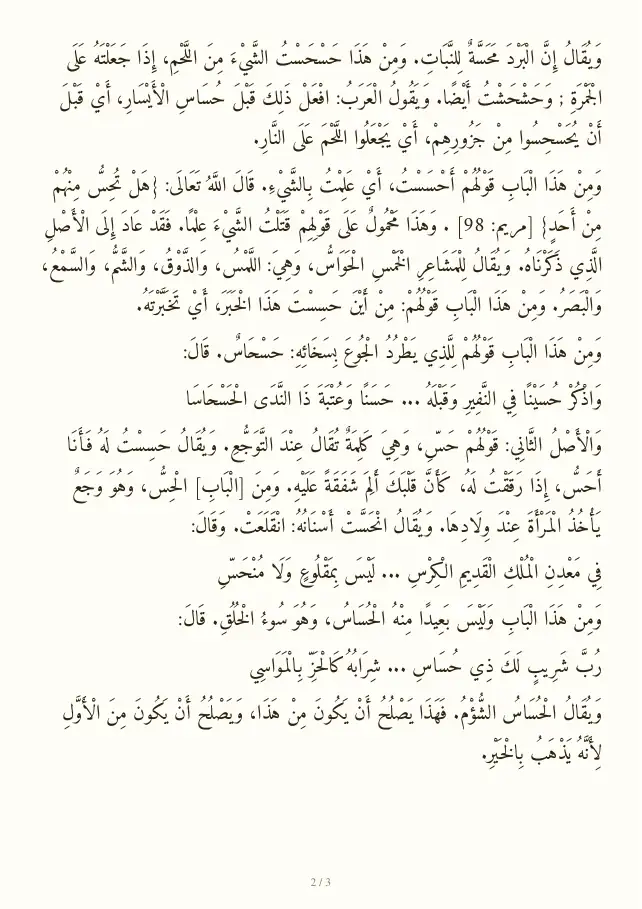 وَيُقَالُ إِنَّ الْبَرْدَ مَحَسَّةٌ لِلنَّبَاتِ. وَمِنْ هَذَا حَسْحَسْتُ الشَّيْءَ مِنَ اللَّحْمِ، إِذَا جَعَلْتَهُ عَلَى
الْجَمْرَةِ ; وَحَشْحَشْتُ أَيْضًا. وَيَقُولُ الْعَرَبُ: افْعَلْ ذَلِكَ قَبْلَ حُسَاسِ الْأَيْسَارِ، أَيْ قَبْلَ
أَنْ يُحَسْحِسُوا مِنْ جَزُورِهِمْ، أَيْ يَجْعَلُوا اللَّحْمَ عَلَى النَّارِ.
وَمِنْ هَذَا الْبَابِ قَوْلُهُمْ أَحْسَسْتُ، أَيْ عَلِمْتُ بِالشَّيْءِ. قَالَ اللَّهُ تَعَالَى: {هَلْ تُحِسُّ مِنْهُمْ
مِنْ أَحَدٍ} [مريم: 98] . وَهَذَا مَحْمُولٌ عَلَى قَوْلِهِمْ قَتَلْتُ الشَّيْءَ عِلْمًا. فَقَدْ عَادَ إِلَى الْأَصْلِ
الَّذِي ذَكَرْنَاهُ. وَيُقَالُ لِلْمَشَاعِرِ الْخَمْسِ الْحَوَاسُّ، وَهِيَ: اللَّمْسُ، وَالذَّوْقُ، وَالشَّمُّ، وَالسَّمْعُ،
وَالْبَصَرُ. وَمِنْ هَذَا الْبَابِ قَوْلُهُمْ: مِنْ أَيْنَ حَسِسْتَ هَذَا الْخَبَرَ، أَيْ تَخَبَّرْتَهُ.
وَمِنْ هَذَا الْبَابِ قَوْلُهُمْ لِلَّذِي يَطْرُدُ الْجُوعَ بِسَخَائِهِ: حَسْحَاسٌ. قَالَ:
وَاذْكُرْ حُسَيْنًا فِي النَّفِيرِ وَقَبْلَهُ ... حَسَنًا وَعُتْبَةَ ذَا النَّدَى الْحَسْحَاسَا
وَالْأَصْلُ الثَّانِي: قَوْلُهُمْ حَسِّ، وَهِيَ كَلِمَةٌ تُقَالُ عِنْدَ التَّوَجُّعِ. وَيُقَالُ حَسِسْتُ لَهُ فَأَنَا
أَحَسُّ، إِذَا رَقَقْتُ لَهُ، كَأَنَّ قَلْبَكَ أَلِمَ شَفَقَةً عَلَيْهِ. وَمِنَ [الْبَابِ] الْحِسُّ، وَهُوَ وَجَعٌ
يَأْخُذُ الْمَرْأَةَ عِنْدَ وِلَادِهَا. وَيُقَالُ انْحَسَّتْ أَسْنَانُهُ: انْقَلَعَتْ. وَقَالَ:
فِي مَعْدِنِ الْمُلْكِ الْقَدِيمِ الْكِرْسِ ... لَيْسَ بِمَقْلُوعٍ وَلَا مُنْحَسِّ
وَمِنْ هَذَا الْبَابِ وَلَيْسَ بَعِيدًا مِنْهُ الْحُسَاسُ، وَهُوَ سُوءُ الْخُلُقِ. قَالَ:
رُبَّ شَرِيبٍ لَكَ ذِي حُسَاسِ ... شِرَابُهُ كَالْحَزِّ بِالْمَوَاسِي
وَيُقَالُ الْحُسَاسُ الشُّؤْمُ. فَهَذَا يَصْلُحُ أَنْ يَكُونَ مِنْ هَذَا، وَيَصْلُحُ أَنْ يَكُونَ مِنَ الْأَوَّلِ
لِأَنَّهُ يَذْهَبُ بِالْخَيْرِ.
2 / 3